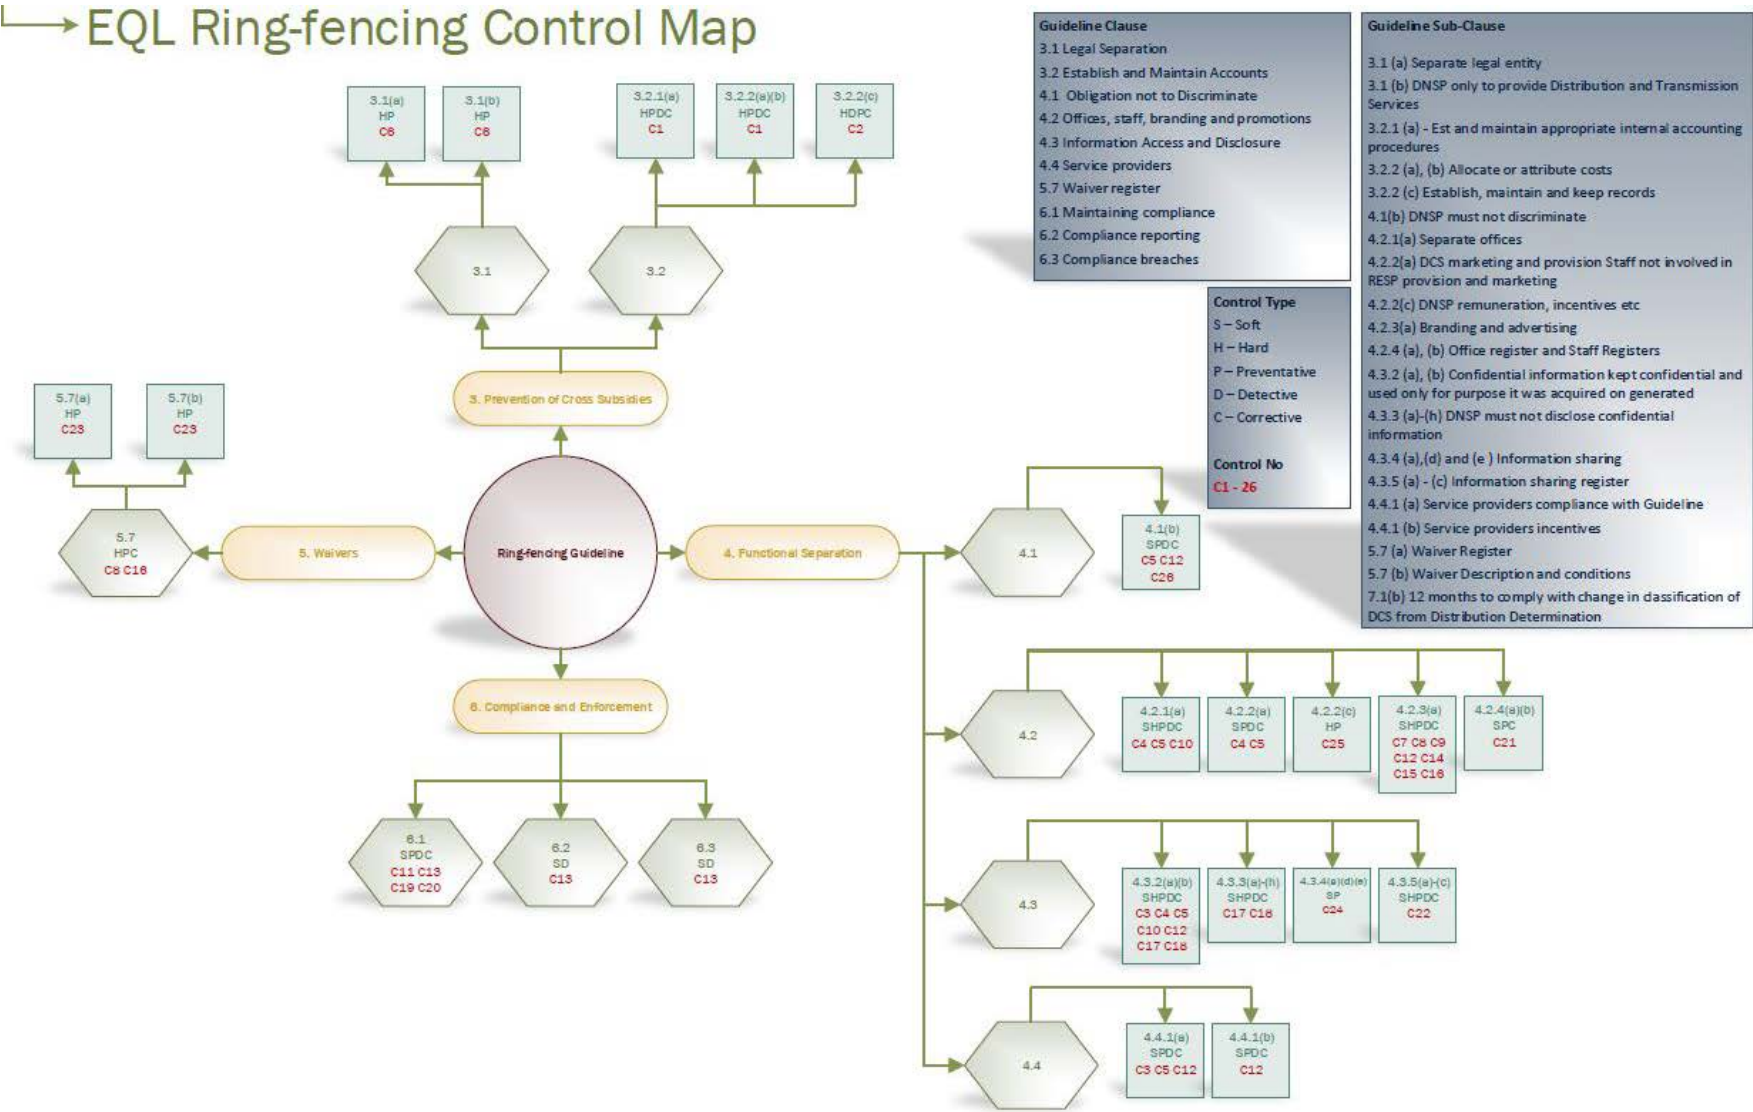 EQL Ring-fencing Control Map
Guideline Clause
3.1 Legal Separation
3.2 Establish and Maintain Accounts
4.1 Obligation not to Discriminate
4.2 Offices, staff, branding and promotions
4.3 Information Access and Disclosure
4.4 Service providers
5.7 Waiver register
6.1 Maintaining compliance
6.2 Compliance reporting
6.3 Compliance breaches
Guideline Sub-Clause
3.1 (a) Separate legal entity
3.1 (b) DNSP only to provide Distribution and Transmission
Services
3.2.1 (a) - Est and maintain appropriate internal accounting
procedures
3.2.2 (a), (b) Allocate or attribute costs
3.2.2 (c) Establish, maintain and keep records
4.1(b) DNSP must not discriminate
4.2.1(a) Separate offices
4.2.2(a) DCS marketing and provision Staff not involved in
RESP provision and marketing
4.2.2(c) DNSP remuneration, incentives etc
4.2.3(a) Branding and advertising
4.2.4 (a), (b) Office register and Staff Registers
4.3.2 (a), (b) Confidential information kept confidential and
used only for purpose it was acquired on generated
4.3.3 (a)-(h) DNSP must not disclose confidential
information
4.3.4 (a),(d) and (e ) Information sharing
4.3.5 (a) - (c) Information sharing register
4.4.1 (a) Service providers compliance with Guideline
4.4.1 (b) Service providers incentives
5.7 (a) Waiver Register
5.7 (b) Waiver Description and conditions
7.1(b) 12 months to comply with change in classification of
DCS from Distribution Determination
Control Type
S – Soft
H – Hard
P – Preventative
D – Detective
C – Corrective
Control No
C1 - 26
3.1(a)
HP
C6
3.1(b)
HP
C6
3.2.1(a)
HPDC
C1
3.2.2(a)(b)
HPDC
C1
3.2.2(c)
HDPC
C2
3.1
3.2
3. Prevention of Cross Subsidies
5.7(a)
HP
C23
5.7(b)
HP
C23
5.7
HPC
C8 C16
5. Waivers
Ring-fencing Guideline
4. Functional Separation
4.1
4.1(b)
SPDC
C5 C12
C26
6. Compliance and Enforcement
6.1
SPDC
C11 C13
C19 C20
6.2
SD
C13
6.3
SD
C13
4.2
4.2.1(a)
SHPDC
C4 C5 C10
4.2.2(a)
SPDC
C4 C5
4.2.2(c)
HP
C25
4.2.3(a)
SHPDC
C7 C8 C9
C12 C14
C15 C16
4.2.4(a)(b)
SPC
C21
4.3
4.3.2(a)(b)
SHPDC
C3 C4 C5
C10 C12
C17 C18
4.3.3(a)-(h)
SHPDC
C17 C18
4.3.4(a)(d)(e)
SP
C24
4.3.5(a)-(c)
SHPDC
C22
4.4
4.4.1(a)
SPDC
C3 C5 C12
4.4.1(b)
SPDC
C12